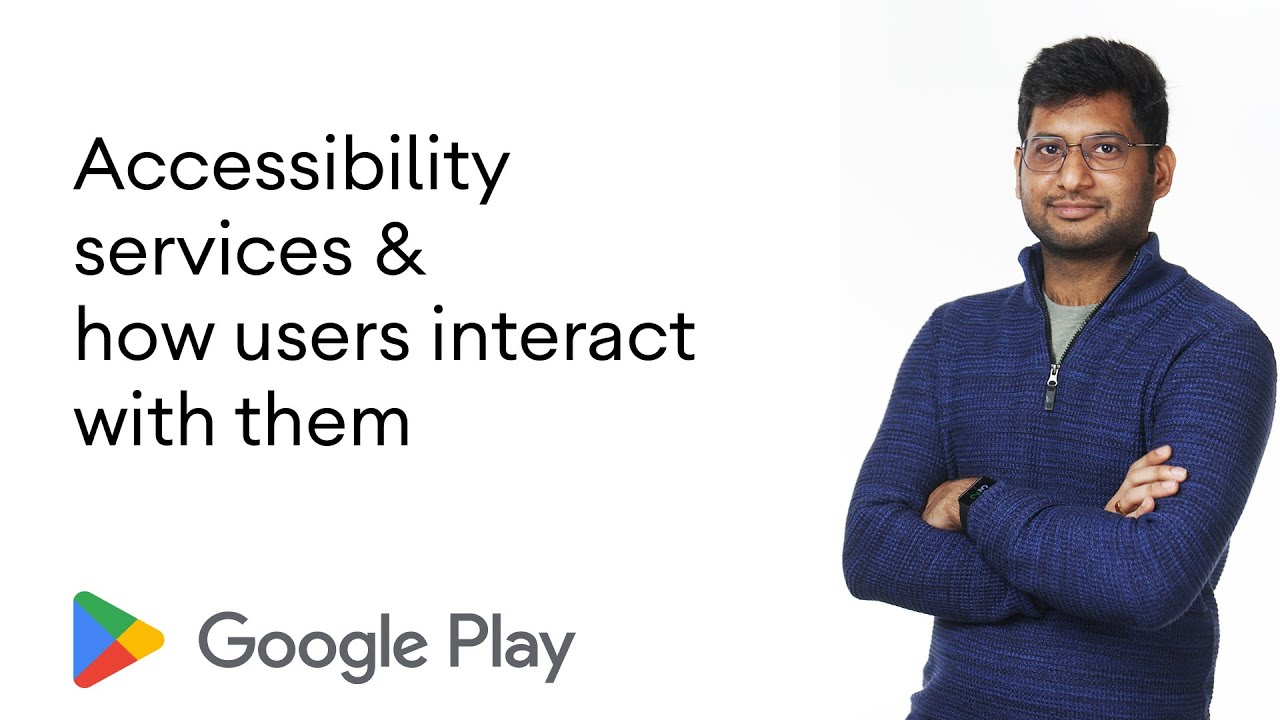 Accessibility
services &
how users interact
with them
Google Play